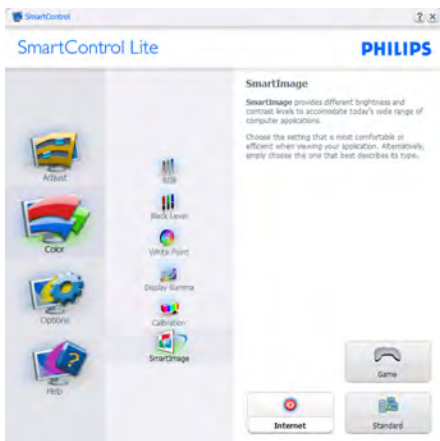 SmartControl
? x
SmartControl Lite
PHILIPS
SmartImage
SmartImage provides different brightness and
contrast levels to accomodate today's wide range of
computer applications.
Choose the setting that is most comfortable or
efficient when viewing your application. Alternatively,
simply choose the one that best describes its type.
Adjust
Color
Options
Help
RGB
Black Level
White Point
Display Gamma
Calibration
SmartImage
Game
Internet
Standard